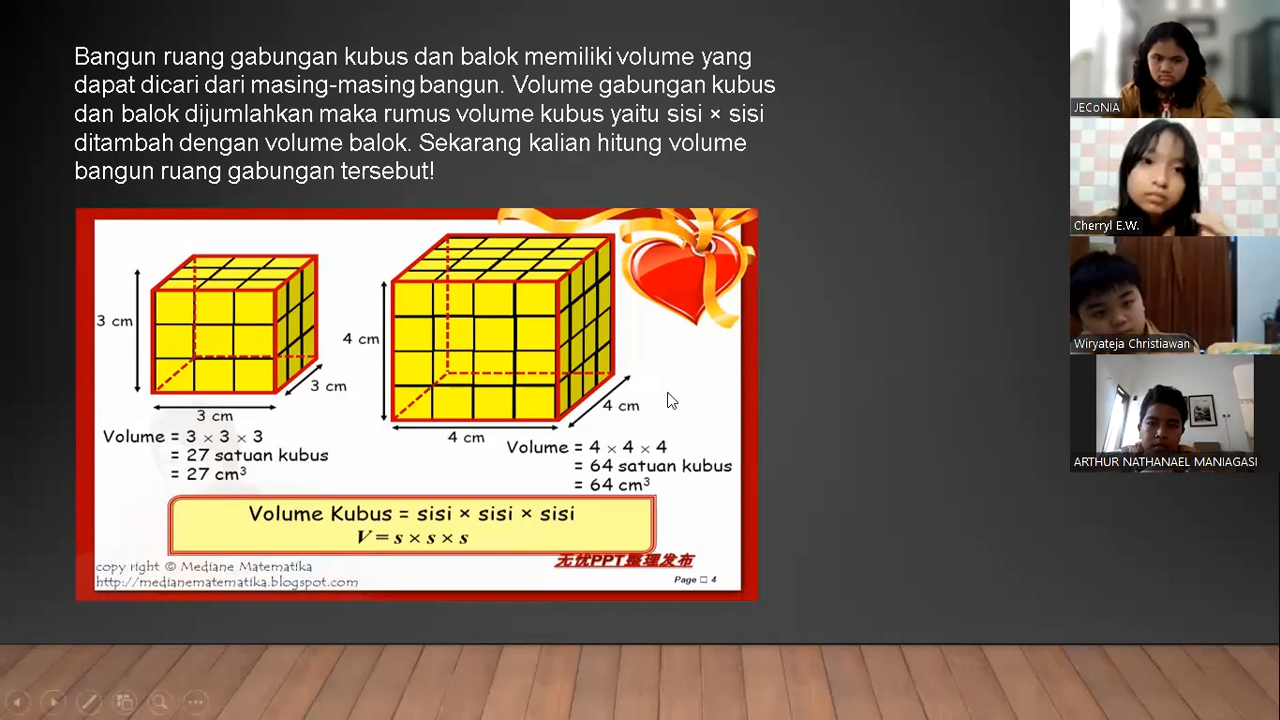 Bangun ruang gabungan kubus dan balok memiliki volume yang
dapat dicari dari masing-masing bangun. Volume gabungan kubus
dan balok dijumlahkan maka rumus volume kubus yaitu sisi × sisi
ditambah dengan volume balok. Sekarang kalian hitung volume
bangun ruang gabungan tersebut!
3 cm
3 cm
3 cm
Volume = 3 × 3 × 3
= 27 satuan kubus
= 27 cm³
4 cm
4 cm
4 cm
Volume = 4 × 4 × 4
= 64 satuan kubus
= 64 cm³
Volume Kubus = sisi × sisi × sisi
V = s × s × s
无忧PPT整理发布
copy right © Mediane Matematika
http://medianematematika.blogspot.com
Page □ 4
JECoNIA
Cherryl E.W.
Wiryateja Christiawan
ARTHUR NATHANAEL MANIAGASI